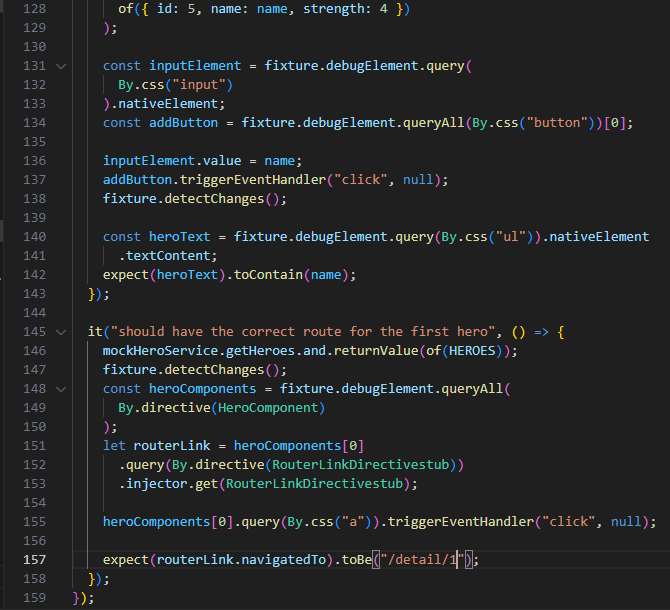 128 of({ id: 5, name: name, strength: 4 })
129 );
130
131 const inputElement = fixture.debugElement.query(
132 By.css("input")
133 ).nativeElement;
134 const addButton = fixture.debugElement.queryAll(By.css("button"))[0];
135
136 inputElement.value = name;
137 addButton.triggerEventHandler("click", null);
138 fixture.detectChanges();
139
140 const heroText = fixture.debugElement.query(By.css("ul")).nativeElement
141 .textContent;
142 expect(heroText).toContain(name);
143 });
144
145 it("should have the correct route for the first hero", () => {
146 mockHeroService.getHeroes.and.returnValue(of(HEROES));
147 fixture.detectChanges();
148 const heroComponents = fixture.debugElement.queryAll(
149 By.directive(HeroComponent)
150 );
151 let routerLink = heroComponents[0]
152 .query(By.directive(RouterLinkDirectivestub))
153 .injector.get(RouterLinkDirectivestub);
154
155 heroComponents[0].query(By.css("a")).triggerEventHandler("click", null);
156
157 expect(routerLink.navigatedTo).toBe("/detail/1");
158 });
159 });